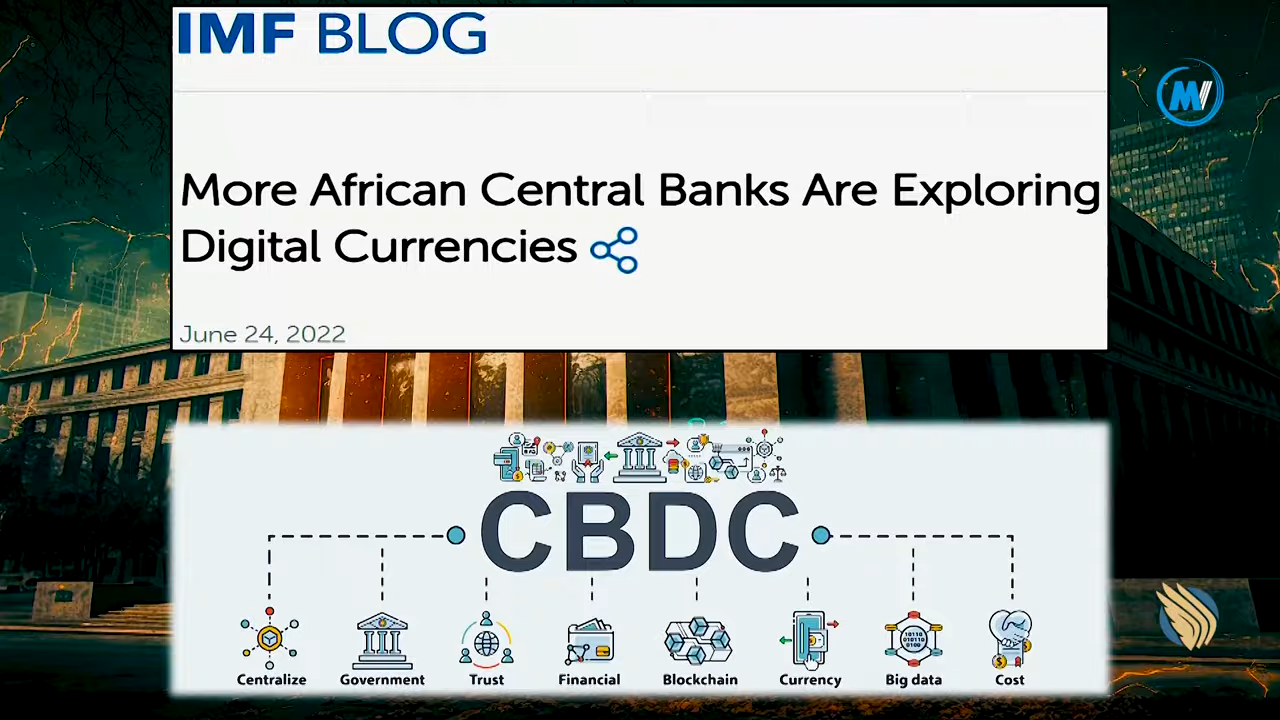 IMF BLOG
More African Central Banks Are Exploring
Digital Currencies
June 24, 2022
CBDC
Centralize Government Trust Financial Blockchain Currency Big data Cost